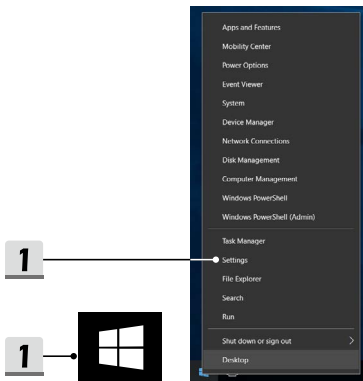 Apps and Features
Mobility Center
Power Options
Event Viewer
System
Device Manager
Network Connections
Disk Management
Computer Management
Windows PowerShell
Windows PowerShell (Admin)
Task Manager
1
Settings
File Explorer
Search
Run
1
Shut down or sign out
Desktop